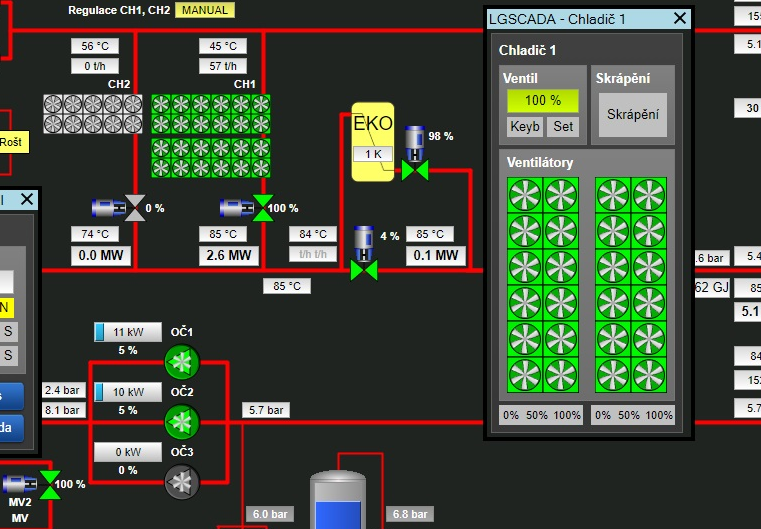 Regulace CH1, CH2 MANUAL
56 °C
45 °C
0 t/h
57 t/h
CH2
CH1
Rošt
0 %
100 %
74 °C
85 °C
84 °C
0.0 MW
2.6 MW
t/h t/h
EKO
1 K
98 %
4 %
85 °C
0.1 MW
85 °C
11 kW
OČ1
5 %
10 kW
OČ2
5 %
0 kW
OČ3
0 %
2.4 bar
8.1 bar
5.7 bar
N
S
S
s
da
100 %
MV2
MV
6.0 bar
6.8 bar
LGSCADA - Chladič 1
Chladič 1
Ventil
100 %
Keyb
Set
Skrápění
Skrápění
Ventilátory
0% 50% 100%
0% 50% 100%
5.1
30
.6 bar
5.4
62 GJ
85
5.1
84
152
5.7